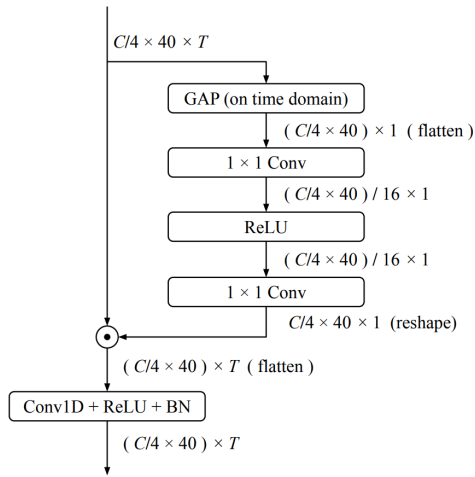 C/4 × 40 × T
GAP (on time domain)
( C/4 × 40 ) × 1 ( flatten )
1 × 1 Conv
( C/4 × 40 ) / 16 × 1
ReLU
( C/4 × 40 ) / 16 × 1
1 × 1 Conv
C/4 × 40 × 1 (reshape)
( C/4 × 40 ) × T ( flatten )
Conv1D + ReLU + BN
( C/4 × 40 ) × T